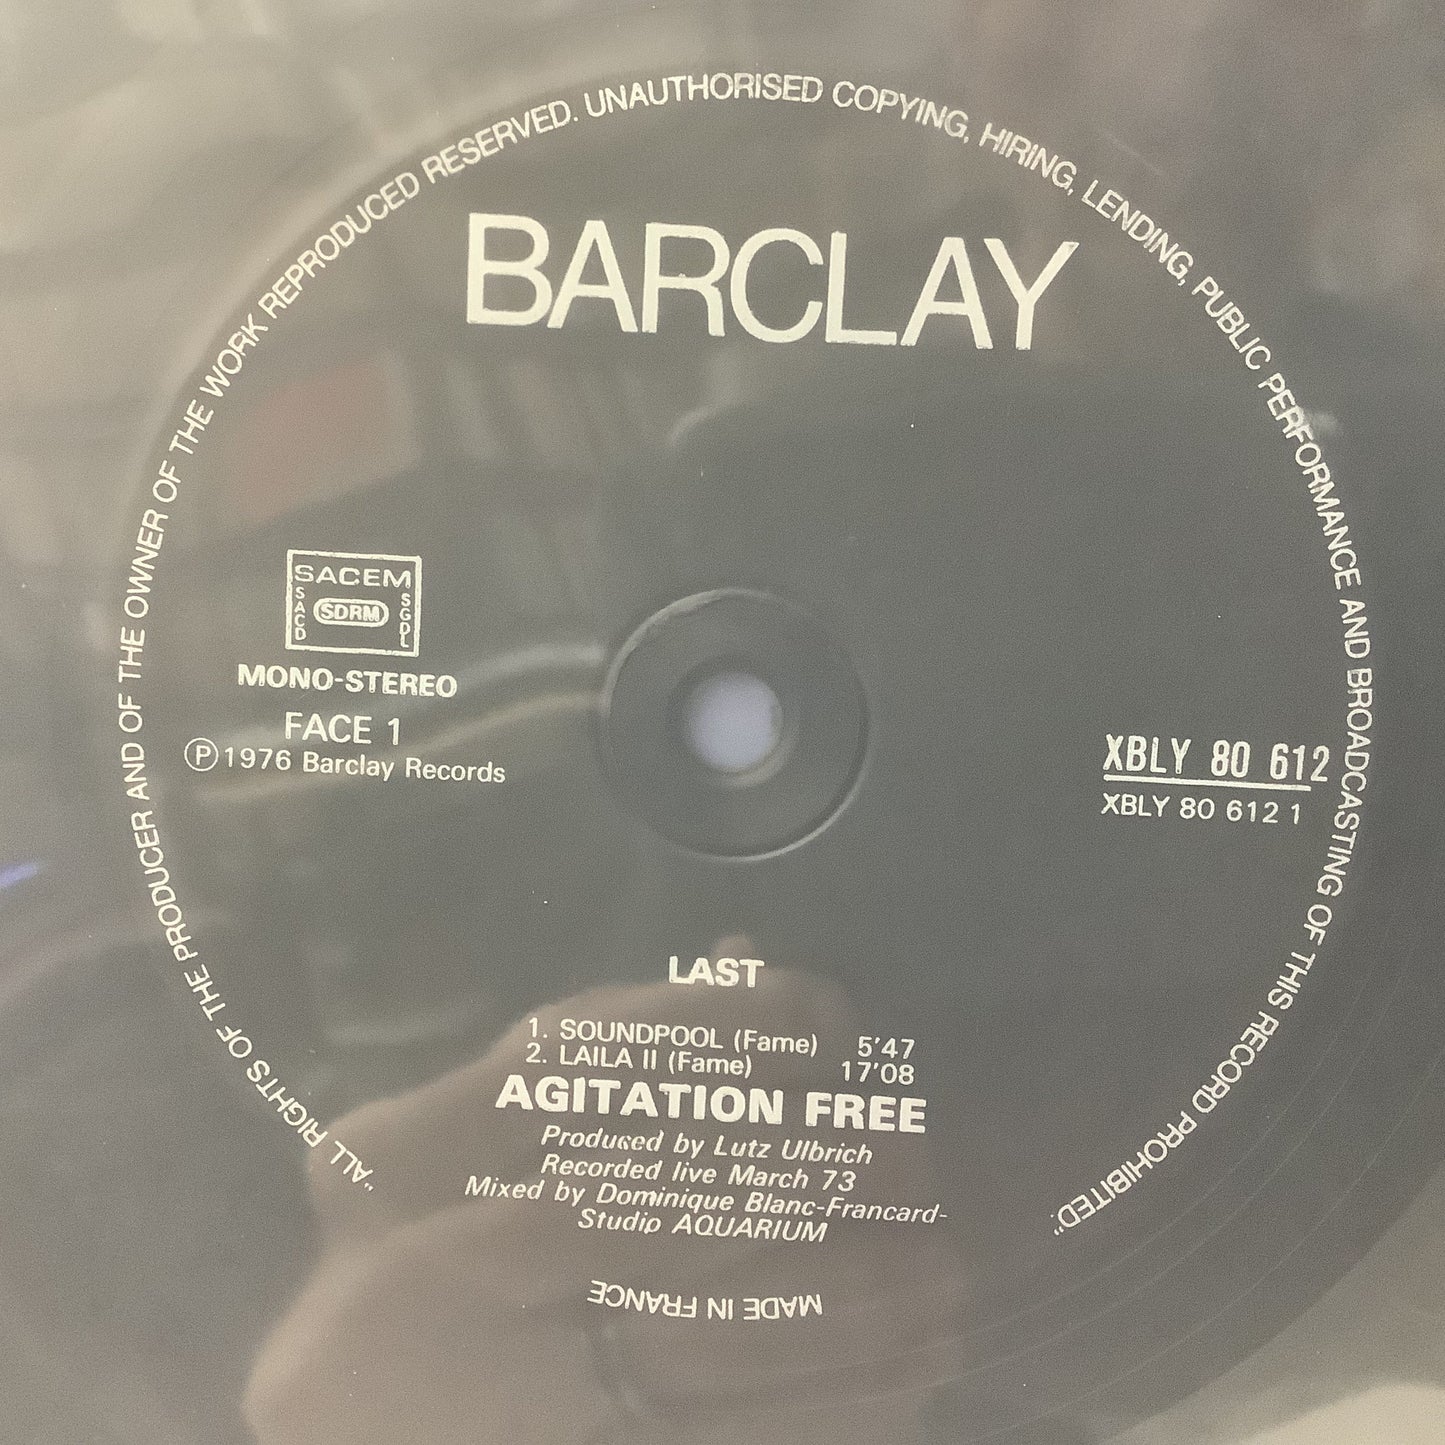 "ALL RIGHTS OF THE PRODUCER AND OF THE OWNER OF THE WORK REPRODUCED RESERVED. UNAUTHORISED COPYING, HIRING, LENDING, PUBLIC PERFORMANCE AND BROADCASTING OF THIS RECORD PROHIBITED."
BARCLAY
SACEM
SACD
SDRM
SGDL
MONO-STEREO
FACE 1
Ⓟ 1976 Barclay Records
XBLY 80 612
XBLY 80 612 1
LAST
1. SOUNDPOOL (Fame) 5'47
2. LAILA II (Fame) 17'08
AGITATION FREE
Produced by Lutz Ulbrich
Recorded live March 73
Mixed by Dominique Blanc-Francard-
Studio AQUARIUM
MADE IN FRANCE